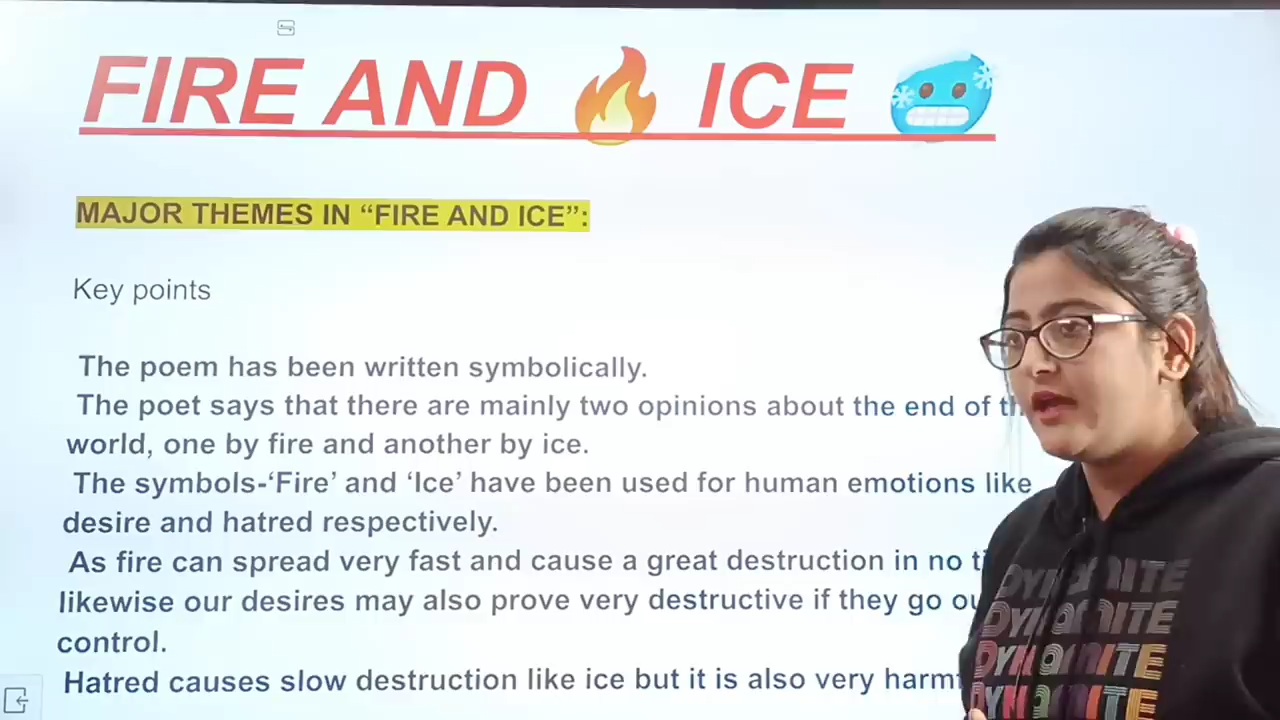 FIRE AND 🔥 ICE 🥶
MAJOR THEMES IN “FIRE AND ICE”:
Key points
The poem has been written symbolically.
The poet says that there are mainly two opinions about the end of
world, one by fire and another by ice.
The symbols-‘Fire’ and ‘Ice’ have been used for human emotions like
desire and hatred respectively.
As fire can spread very fast and cause a great destruction in no
likewise our desires may also prove very destructive if they go
control.
Hatred causes slow destruction like ice but it is also very
DYNOMITE
DYNOMITE
DYNOMITE
DYNOMITE